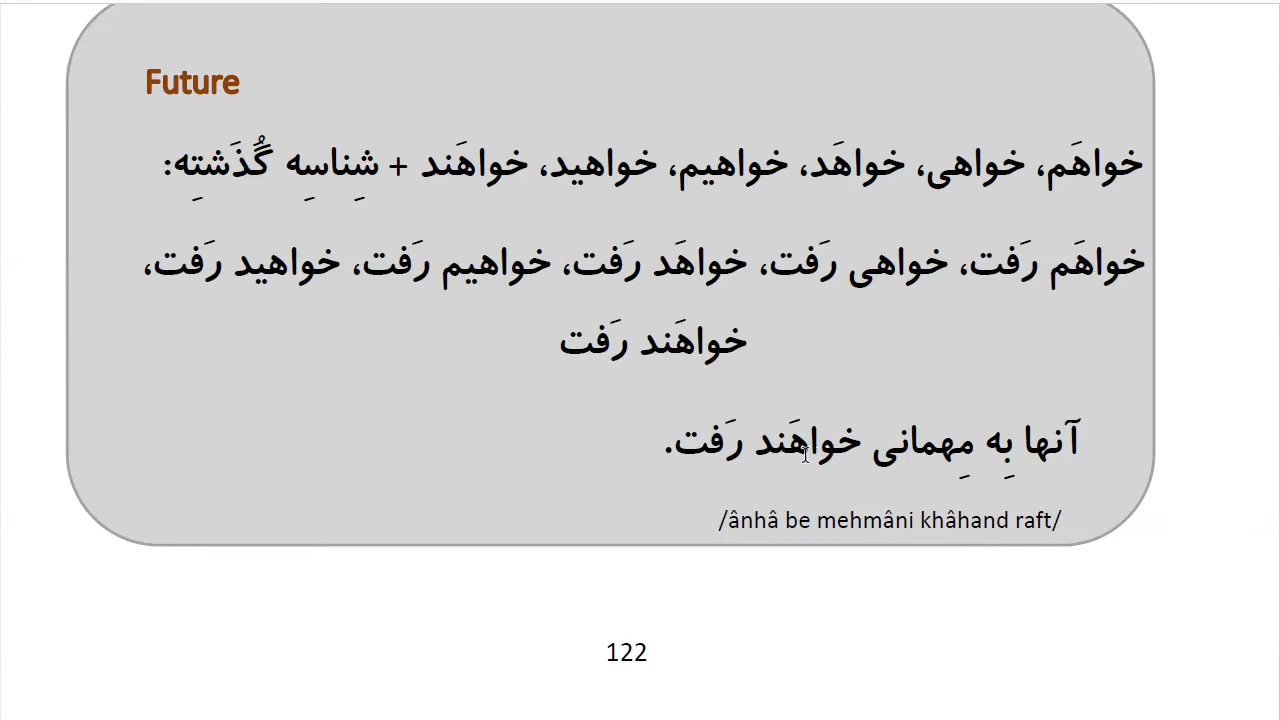 Future
خواهَم، خواهی، خواهَد، خواهیم، خواهید، خواهَند + شِناسِه گُذَشتِه:
خواهَم رَفت، خواهی رَفت، خواهَد رَفت، خواهیم رَفت، خواهید رَفت،
خواهَند رَفت
آنها بِه مِهمانی خواهَند رَفت.
/ânhâ be mehmâni khâhand raft/
122